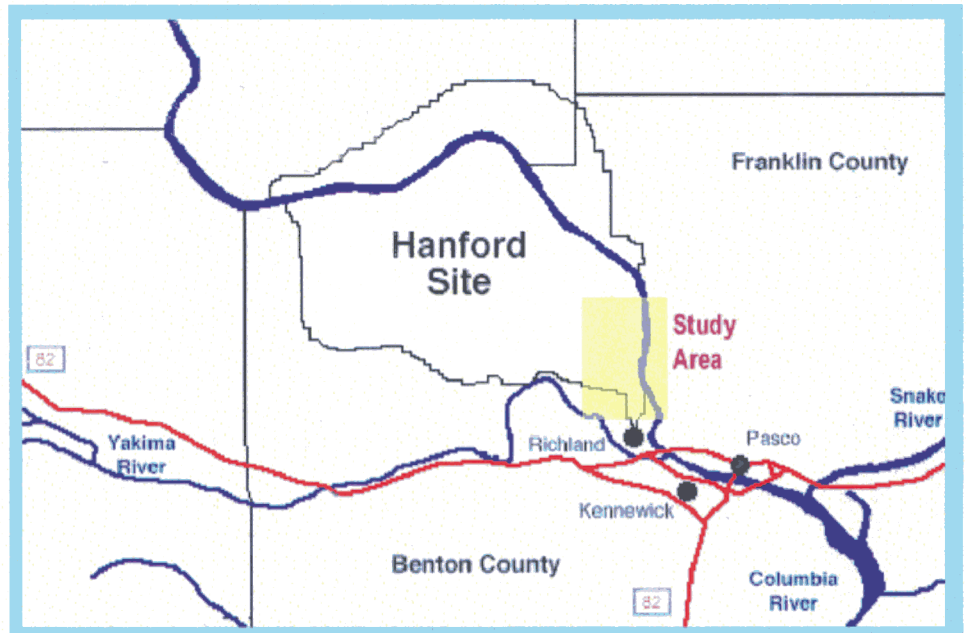 Franklin County
Hanford
Site
Study
Area
82
Snake
River
Yakima
River
Richland
Pasco
Kennewick
Benton County
Columbia
River
82